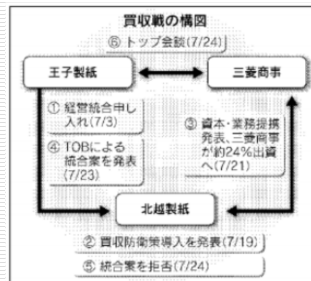 買収戦の構図
⑥ トップ会談(7/24)
王子製紙
三菱商事
① 経営統合申し
入れ(7/3)
④ TOBによる
統合案を発表
(7/23)
③ 資本・業務提携
発表、三菱商事
が約24%出資
へ(7/21)
北越製紙
② 買収防衛策導入を発表(7/19)
⑤ 統合案を拒否(7/24)